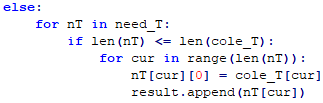 else:
    for nT in need_T:
        if len(nT) <= len(cole_T):
            for cur in range(len(nT)):
                nT[cur][0] = cole_T[cur]
                result.append(nT[cur])